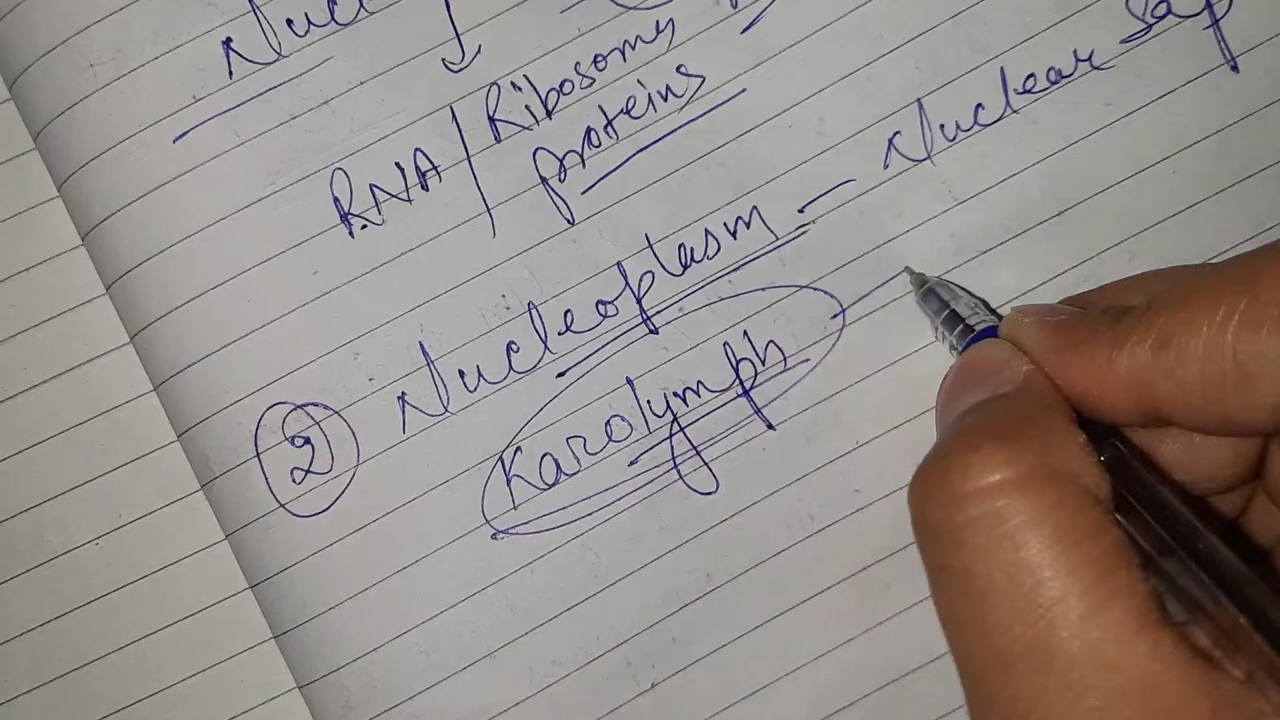 RNA / Ribosomy
proteins
② Nucleoplasm – Nuclear Sap
Karolymph